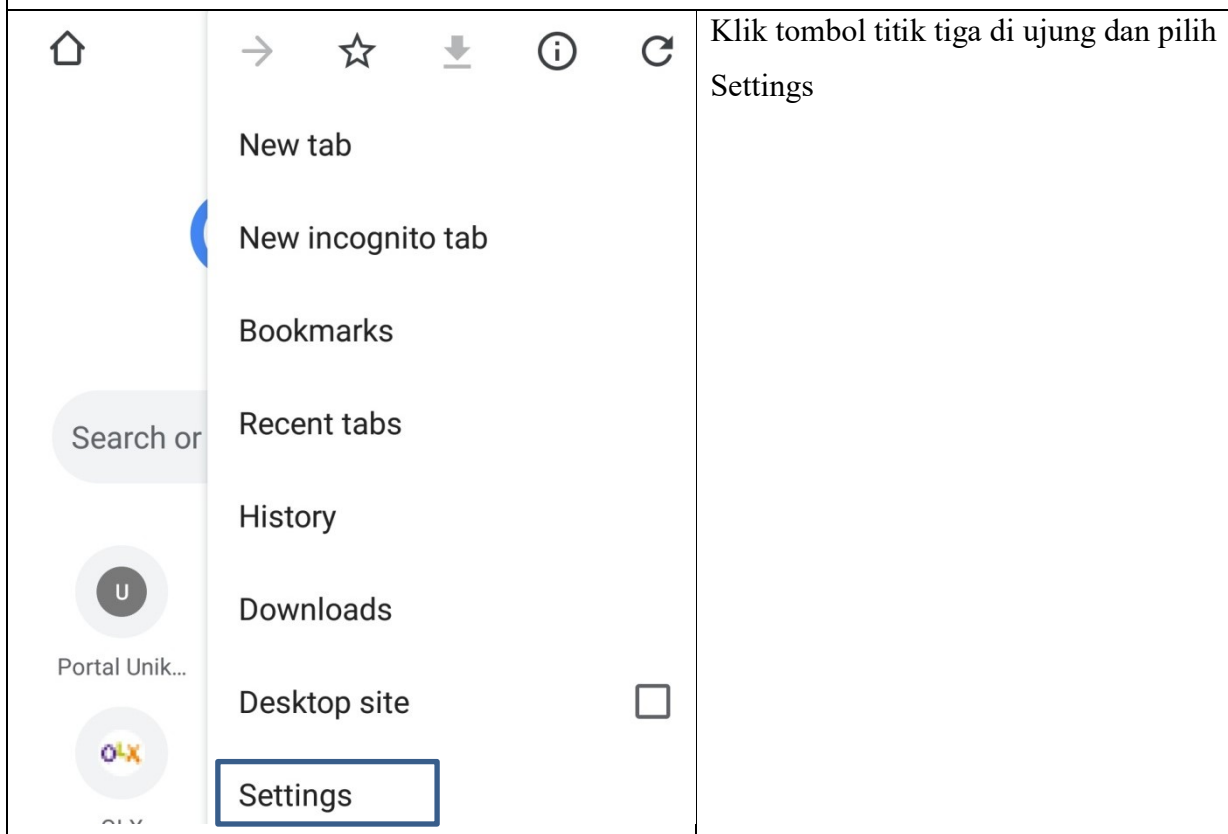 Klik tombol titik tiga di ujung dan pilih
Settings
New tab
New incognito tab
Bookmarks
Search or
Recent tabs
History
U
Downloads
Portal Unik...
Desktop site
OLX
Settings